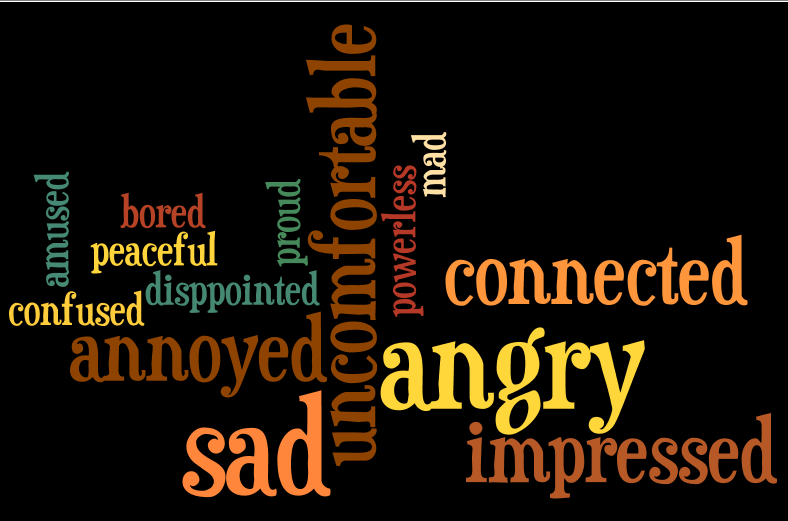 uncomfortable
mad
amused
bored
proud
powerless
peaceful
connected
disppointed
confused
annoyed
angry
sad
impressed